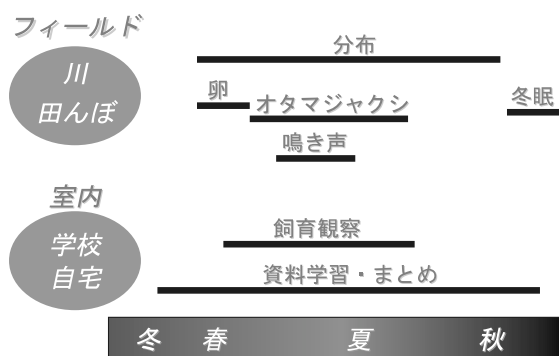 フィールド
川
田んぼ
分布
卵
オタマジャクシ
冬眠
鳴き声
室内
学校
自宅
飼育観察
資料学習・まとめ
冬 春 夏 秋